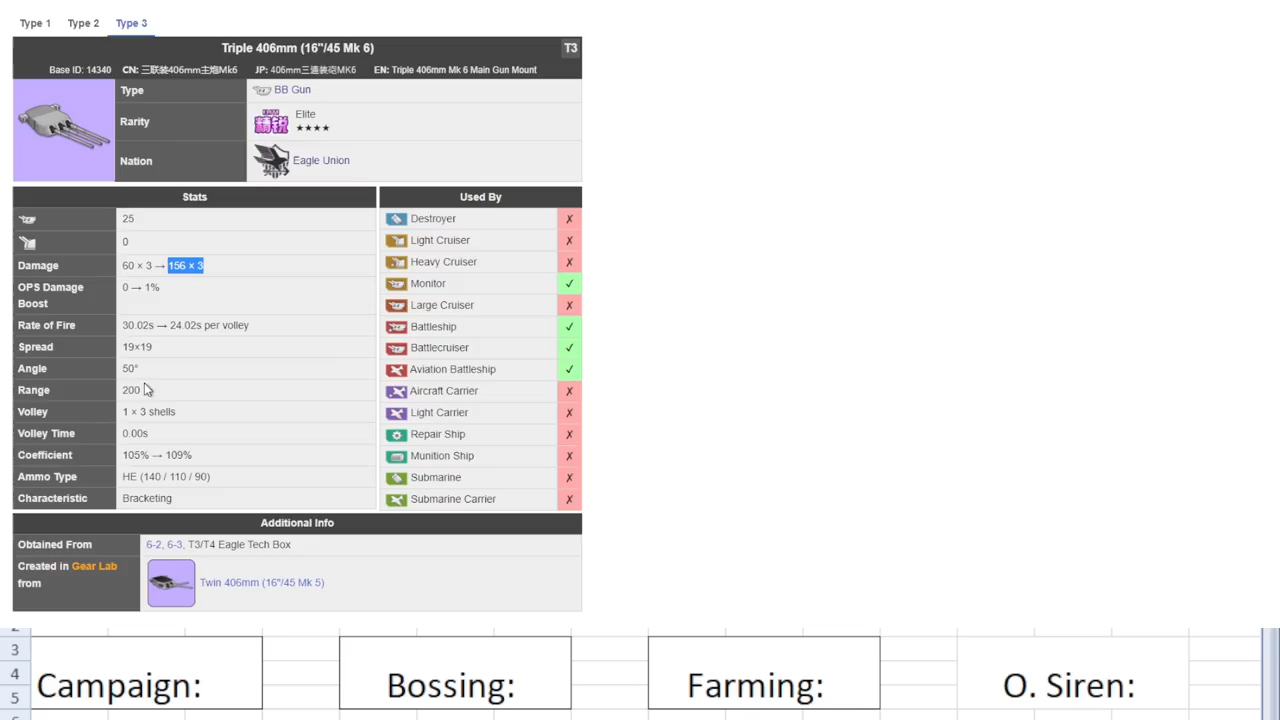 Type 1 Type 2 Type 3
Triple 406mm (16"/45 Mk 6) T3
Base ID: 14340 CN: 三联装406mm主炮Mk6 JP: 406mm三連装砲MK6 EN: Triple 406mm Mk 6 Main Gun Mount
Type BB Gun
Rarity 精锐 Elite
★★★★
Nation Eagle Union
Stats
25
0
Damage 60 × 3 → 156 × 3
OPS Damage Boost 0 → 1%
Rate of Fire 30.02s → 24.02s per volley
Spread 19×19
Angle 50°
Range 200
Volley 1 × 3 shells
Volley Time 0.00s
Coefficient 105% → 109%
Ammo Type HE (140 / 110 / 90)
Characteristic Bracketing
Used By
Destroyer ✗
Light Cruiser ✗
Heavy Cruiser ✗
Monitor ✓
Large Cruiser ✗
Battleship ✓
Battlecruiser ✓
Aviation Battleship ✓
Aircraft Carrier ✗
Light Carrier ✗
Repair Ship ✗
Munition Ship ✗
Submarine ✗
Submarine Carrier ✗
Additional Info
Obtained From 6-2, 6-3, T3/T4 Eagle Tech Box
Created in Gear Lab from Twin 406mm (16"/45 Mk 5)
3
4
5
Campaign: Bossing: Farming: O. Siren: